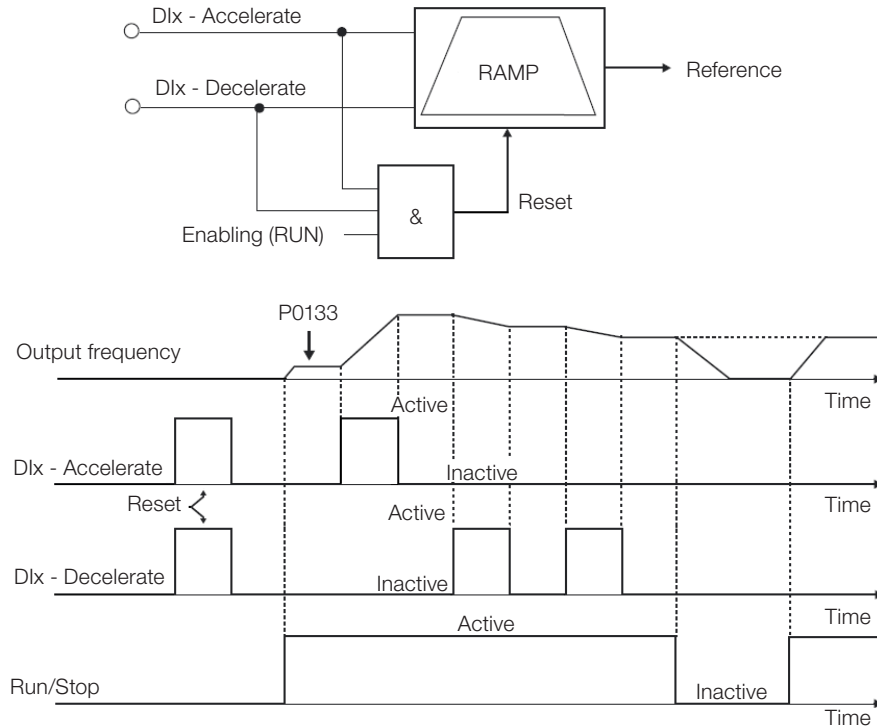 DIx - Accelerate
RAMP
Reference
DIx - Decelerate
&
Reset
Enabling (RUN)
P0133
Output frequency
Time
Active
DIx - Accelerate
Inactive
Time
Reset
Active
DIx - Decelerate
Inactive
Time
Active
Run/Stop
Inactive
Time